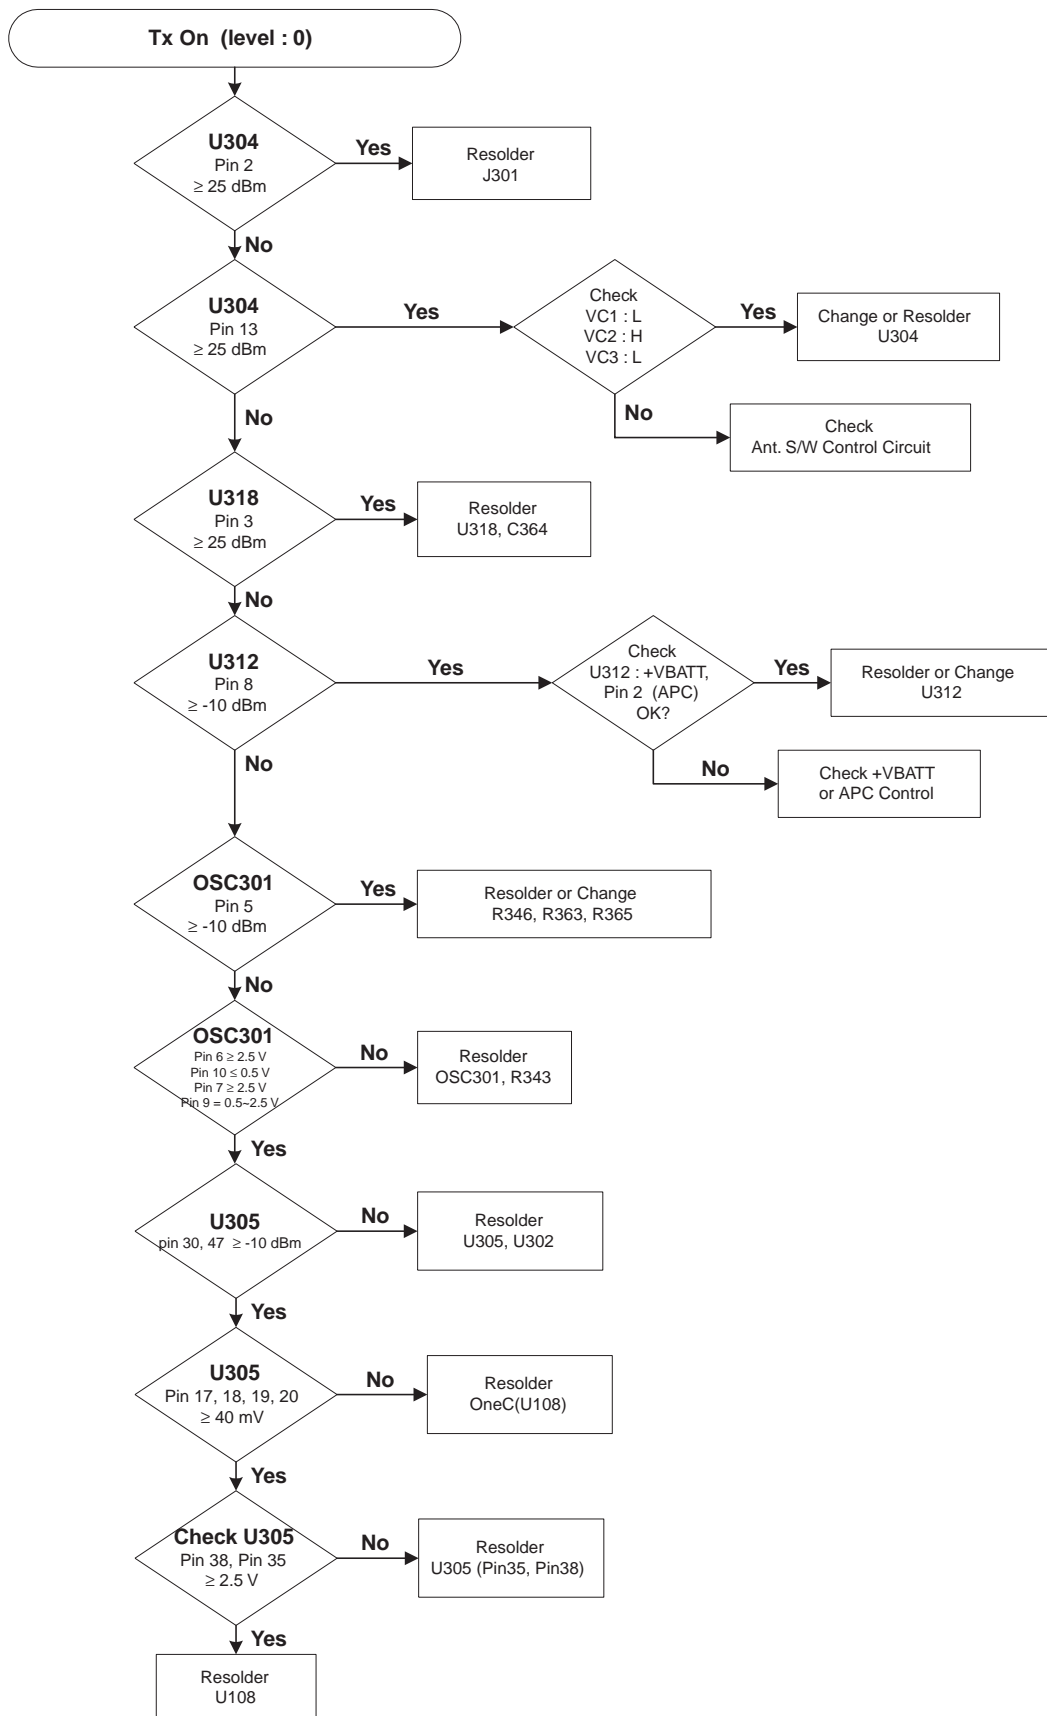 Tx On (level : 0)
U304
Pin 2
≥ 25 dBm
Yes
Resolder
J301
No
U304
Pin 13
≥ 25 dBm
Yes
Check
VC1 : L
VC2 : H
VC3 : L
Yes
Change or Resolder
U304
No
Check
Ant. S/W Control Circuit
No
U318
Pin 3
≥ 25 dBm
Yes
Resolder
U318, C364
No
U312
Pin 8
≥ -10 dBm
Yes
Check
U312 : +VBATT,
Pin 2 (APC)
OK?
Yes
Resolder or Change
U312
No
Check +VBATT
or APC Control
No
OSC301
Pin 5
≥ -10 dBm
Yes
Resolder or Change
R346, R363, R365
No
OSC301
Pin 6 ≥ 2.5 V
Pin 10 ≤ 0.5 V
Pin 7 ≥ 2.5 V
Pin 9 = 0.5~2.5 V
No
Resolder
OSC301, R343
Yes
U305
pin 30, 47 ≥ -10 dBm
No
Resolder
U305, U302
Yes
U305
Pin 17, 18, 19, 20
≥ 40 mV
No
Resolder
OneC(U108)
Yes
Check U305
Pin 38, Pin 35
≥ 2.5 V
No
Resolder
U305 (Pin35, Pin38)
Yes
Resolder
U108